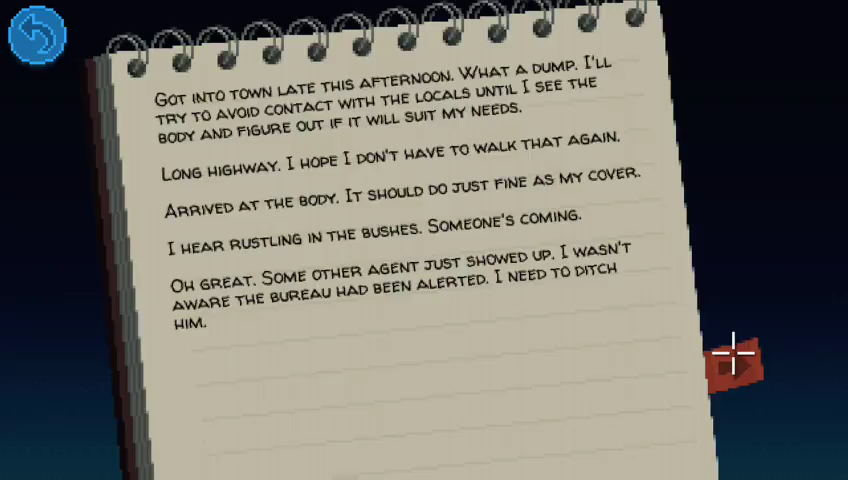 Got into town late this afternoon. What a dump. I'll
try to avoid contact with the locals until I see the
body and figure out if it will suit my needs.
Long highway. I hope I don't have to walk that again.
Arrived at the body. It should do just fine as my cover.
I hear rustling in the bushes. Someone's coming.
Oh great. Some other agent just showed up. I wasn't
aware the bureau had been alerted. I need to ditch
him.